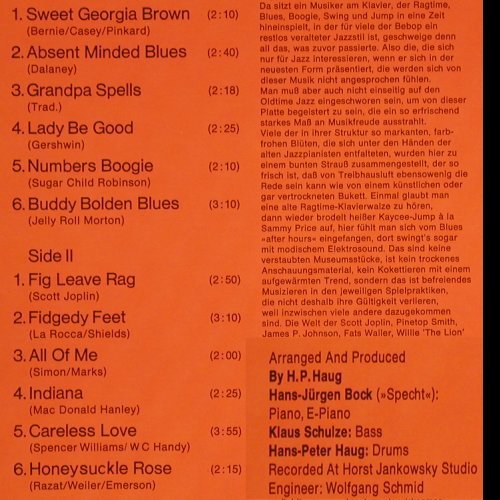 1. Sweet Georgia Brown (2:10)
(Bernie/Casey/Pinkard)
2. Absent Minded Blues (2:40)
(Dalaney)
3. Grandpa Spells (2:18)
(Trad.)
4. Lady Be Good (2:25)
(Gershwin)
5. Numbers Boogie (2:10)
(Sugar Child Robinson)
6. Buddy Bolden Blues (3:10)
(Jelly Roll Morton)
Side II
1. Fig Leave Rag (2:50)
(Scott Joplin)
2. Fidgedy Feet (3:10)
(La Rocca/Shields)
3. All Of Me (2:00)
(Simon/Marks)
4. Indiana (2:25)
(Mac Donald Hanley)
5. Careless Love (3:55)
(Spencer Williams/ W C Handy)
6. Honeysuckle Rose (2:15)
(Razat/Weiler/Emerson)
Da sitzt ein Musiker am Klavier, der Ragtime,
Blues, Boogie, Swing und Jump in eine Zeit
hineinspielt, in der für viele der Bebop ein
restlos veralteter Jazzstil ist, geschweige denn
all das, was zuvor passierte. Also die, die sich
nur für Jazz interessieren, wenn er sich in der
neuesten Form präsentiert, die werden sich von
dieser Musik nicht angesprochen fühlen.
Man muß aber auch nicht einseitig auf den
Oldtime Jazz eingeschworen sein, um von dieser
Platte begeistert zu sein, die ein so erfrischend
starkes Maß an Musikfreude ausstrahlt.
Viele der in ihrer Struktur so markanten, farb-
frohen Blüten, die sich unter den Händen der
alten Jazzpianisten entfalteten, wurden hier zu
einem bunten Strauß zusammengestellt, der so
frisch ist, daß von Treibhausluft ebensowenig die
Rede sein kann wie von einem künstlichen oder
gar vertrockneten Bukett. Einmal glaubt man
eine alte Ragtime-Klavierwalze zu hören,
dann wieder brodelt heißer Kaycee-Jump à la
Sammy Price auf, hier fühlt man sich vom Blues
»after hours« eingefangen, dort swingt's sogar
mit modischem Elektrosound. Das sind keine
verstaubten Museumsstücke, ist kein trockenes
Anschauungsmaterial, kein Kokettieren mit einem
aufgewärmten Trend, sondern das ist befreiendes
Musizieren in den jeweiligen Spielpraktiken,
die nicht deshalb ihre Gültigkeit verlieren,
weil inzwischen viele andere dazugekommen
sind. Die Welt der Scott Joplin, Pinetop Smith,
James P. Johnson, Fats Waller, Willie 'The Lion'
Arranged And Produced
By H.P. Haug
Hans-Jürgen Bock (»Specht«):
Piano, E-Piano
Klaus Schulze: Bass
Hans-Peter Haug: Drums
Recorded At Horst Jankowsky Studio
Engineer: Wolfgang Schmid